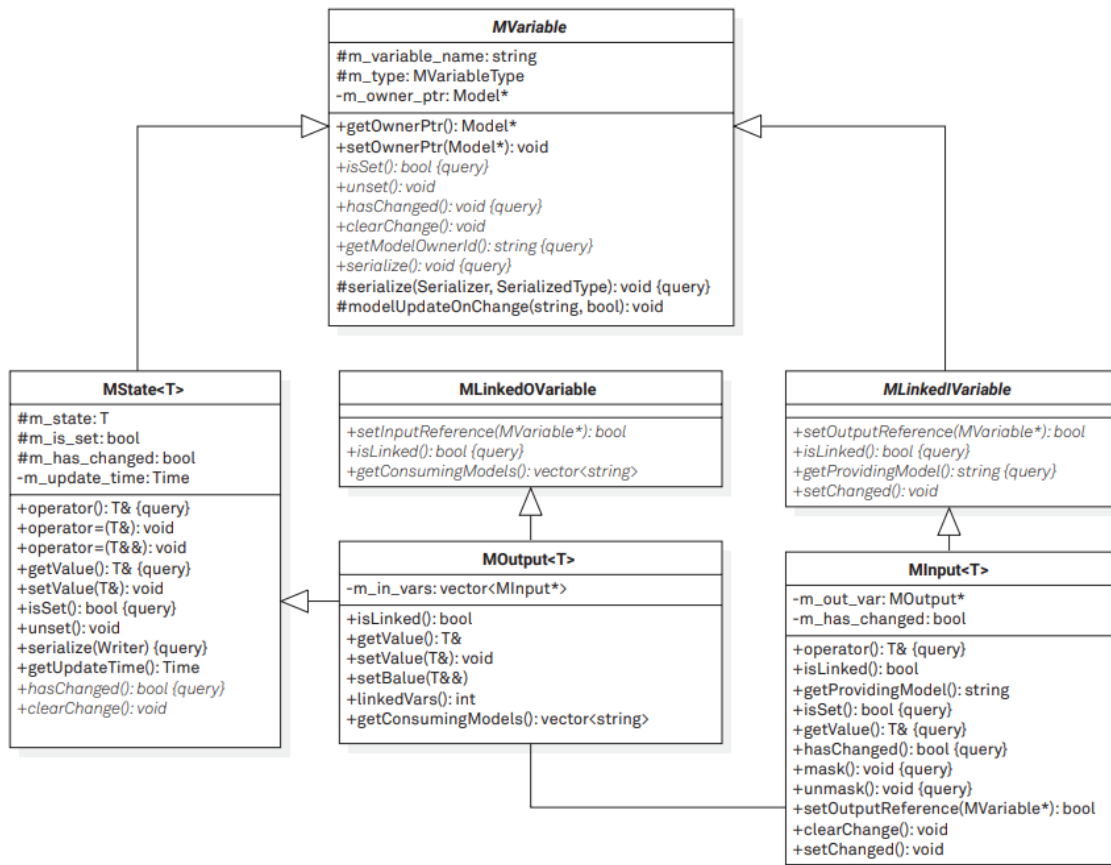 MVariable
#m_variable_name: string
#m_type: MVariableType
-m_owner_ptr: Model*
+getOwnerPtr(): Model*
+setOwnerPtr(Model*): void
+isSet(): bool {query}
+unset(): void
+hasChanged(): void {query}
+clearChange(): void
+getModelOwnerId(): string {query}
+serialize(): void {query}
#serialize(Serializer, SerializedType): void {query}
#modelUpdateOnChange(string, bool): void
MState<T>
#m_state: T
#m_is_set: bool
#m_has_changed: bool
-m_update_time: Time
+operator(): T& {query}
+operator=(T&): void
+operator=(T&&): void
+getValue(): T& {query}
+setValue(T&): void
+isSet(): bool {query}
+unset(): void
+serialize(Writer) {query}
+getUpdateTime(): Time
+hasChanged(): bool {query}
+clearChange(): void
MLinkedOVariable
+setInputReference(MVariable*): bool
+isLinked(): bool {query}
+getConsumingModels(): vector<string>
MOutput<T>
-m_in_vars: vector<MInput*>
+isLinked(): bool
+getValue(): T&
+setValue(T&): void
+setBalue(T&&)
+linkedVars(): int
+getConsumingModels(): vector<string>
MLinkedIVariable
+setOutputReference(MVariable*): bool
+isLinked(): bool {query}
+getProvidingModel(): string {query}
+setChanged(): void
MInput<T>
-m_out_var: MOutput*
-m_has_changed: bool
+operator(): T& {query}
+isLinked(): bool
+getProvidingModel(): string
+isSet(): bool {query}
+getValue(): T& {query}
+hasChanged(): bool {query}
+mask(): void {query}
+unmask(): void {query}
+setOutputReference(MVariable*): bool
+clearChange(): void
+setChanged(): void